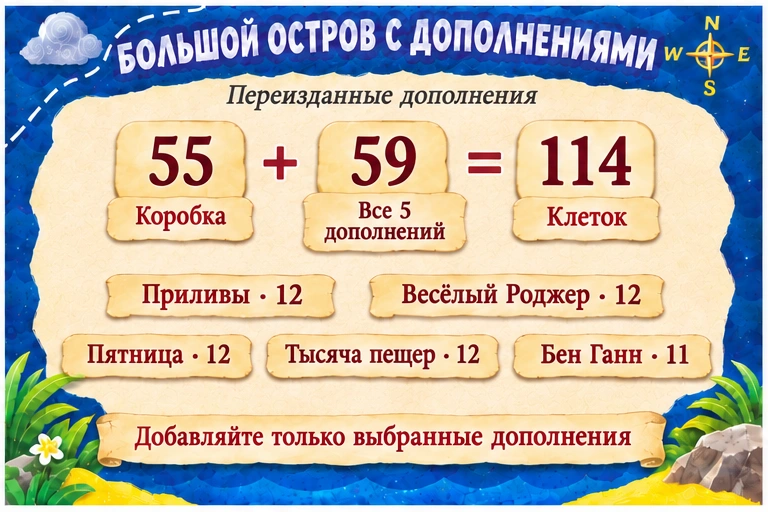 БОЛЬШОЙ ОСТРОВ С ДОПОЛНЕНИЯМИ
N
W E
S
Переизданные дополнения
55 + 59 = 114
Коробка
Все 5
дополнений
Клеток
Приливы · 12
Весёлый Роджер · 12
Пятница · 12
Тысяча пещер · 12
Бен Ганн · 11
Добавляйте только выбранные дополнения